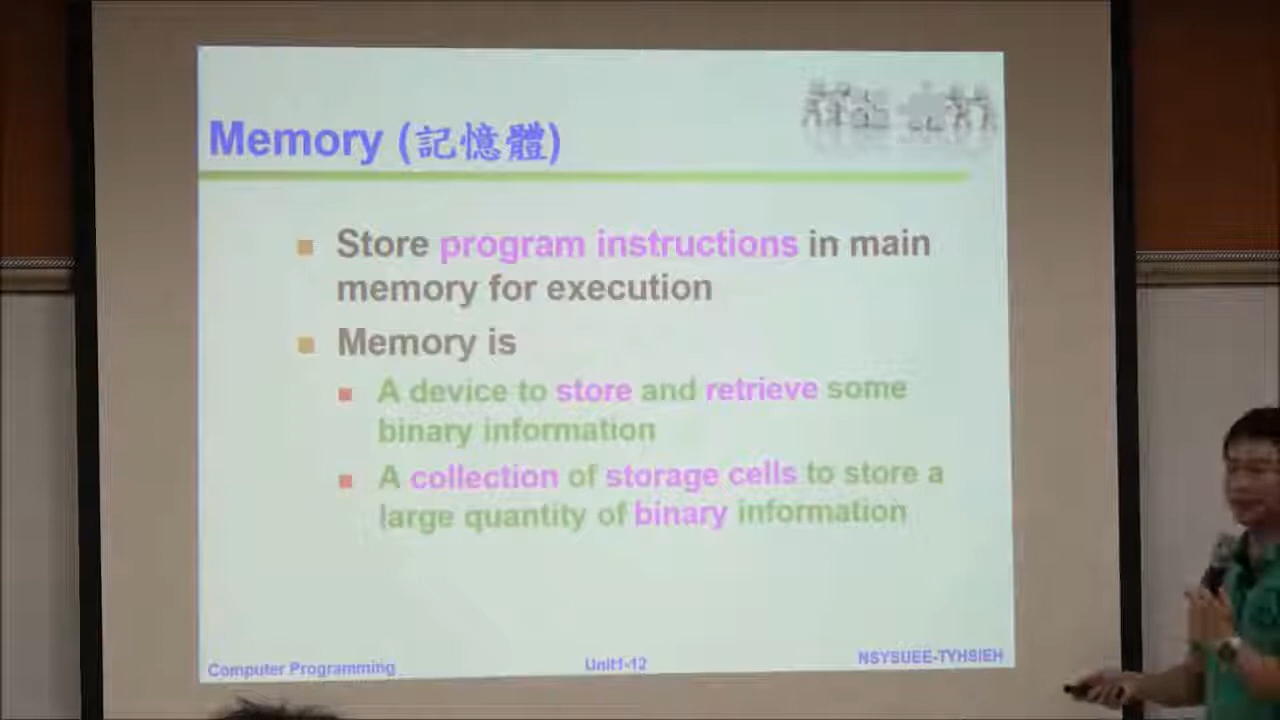 Memory (記憶體)
Store program instructions in main
memory for execution
Memory is
A device to store and retrieve some
binary information
A collection of storage cells to store a
large quantity of binary information
Computer Programming
Unit1-12
NSYSUEE-TYHSIEH